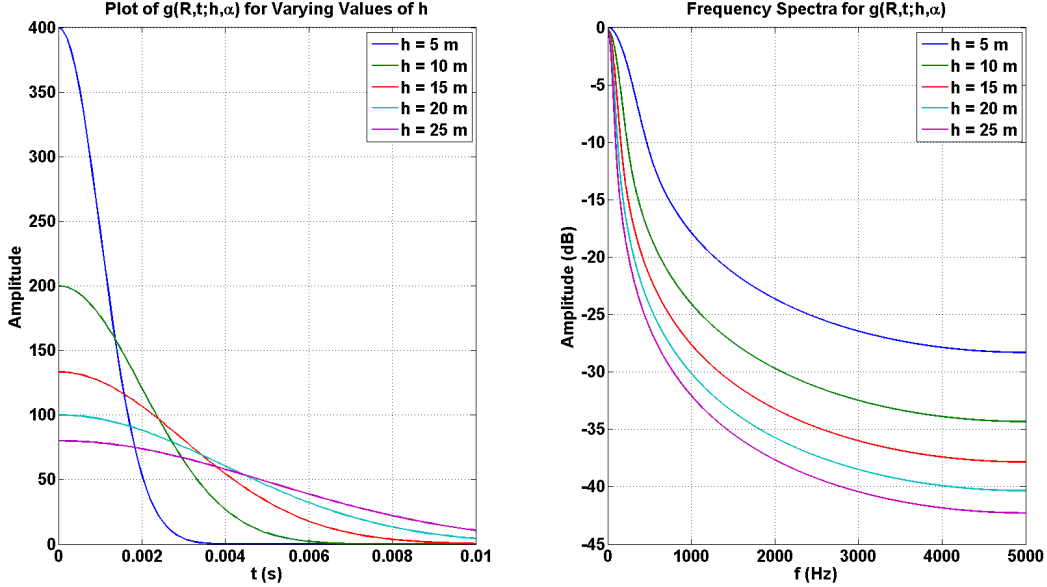 Plot of g(R,t;h,α) for Varying Values of h
400
350
300
250
200
150
100
50
0
Amplitude
h = 5 m
h = 10 m
h = 15 m
h = 20 m
h = 25 m
0
0.002
0.004
0.006
0.008
0.01
t (s)
Frequency Spectra for g(R,t;h,α)
0
-5
-10
-15
-20
-25
-30
-35
-40
-45
Amplitude (dB)
h = 5 m
h = 10 m
h = 15 m
h = 20 m
h = 25 m
0
1000
2000
3000
4000
5000
f (Hz)